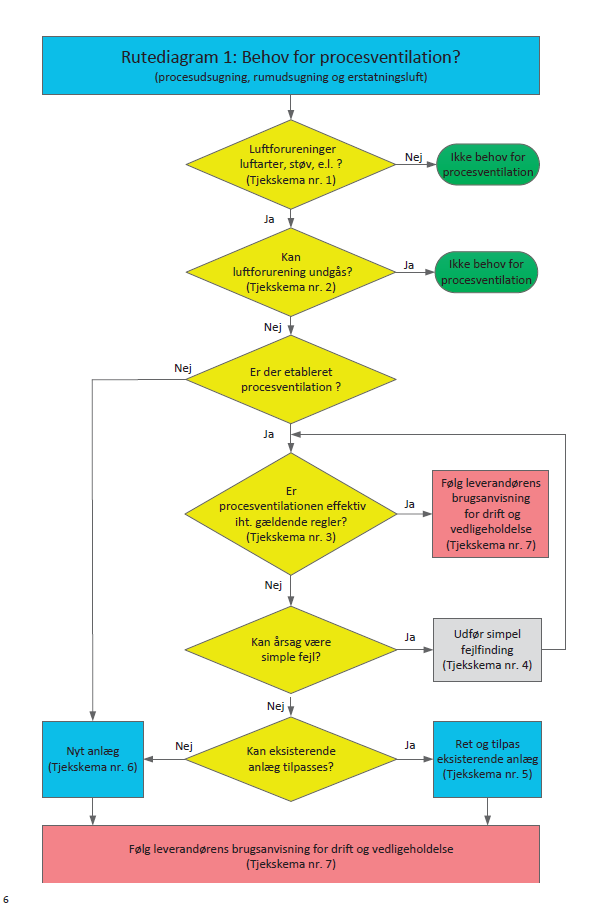 Rutediagram 1: Behov for procesventilation?
(procesudsugning, rumudsugning og erstatningsluft)
Luftforureninger
luftarter, støv, e.l. ?
(Tjekskema nr. 1)
Nej
Ikke behov for
procesventilation
Ja
Kan
luftforurening undgås?
(Tjekskema nr. 2)
Ja
Ikke behov for
procesventilation
Nej
Er der etableret
procesventilation ?
Nej
Ja
Er
procesventilationen effektiv
iht. gældende regler?
(Tjekskema nr. 3)
Ja
Følg leverandørens
brugsanvisning
for drift og
vedligeholdelse
(Tjekskema nr. 7)
Nej
Kan årsag være
simple fejl?
Ja
Udfør simpel
fejlfinding
(Tjekskema nr. 4)
Nej
Nyt anlæg
(Tjekskema nr. 6)
Nej
Kan eksisterende
anlæg tilpasses?
Ja
Ret og tilpas
eksisterende anlæg
(Tjekskema nr. 5)
Følg leverandørens brugsanvisning for drift og vedligeholdelse
(Tjekskema nr. 7)
6